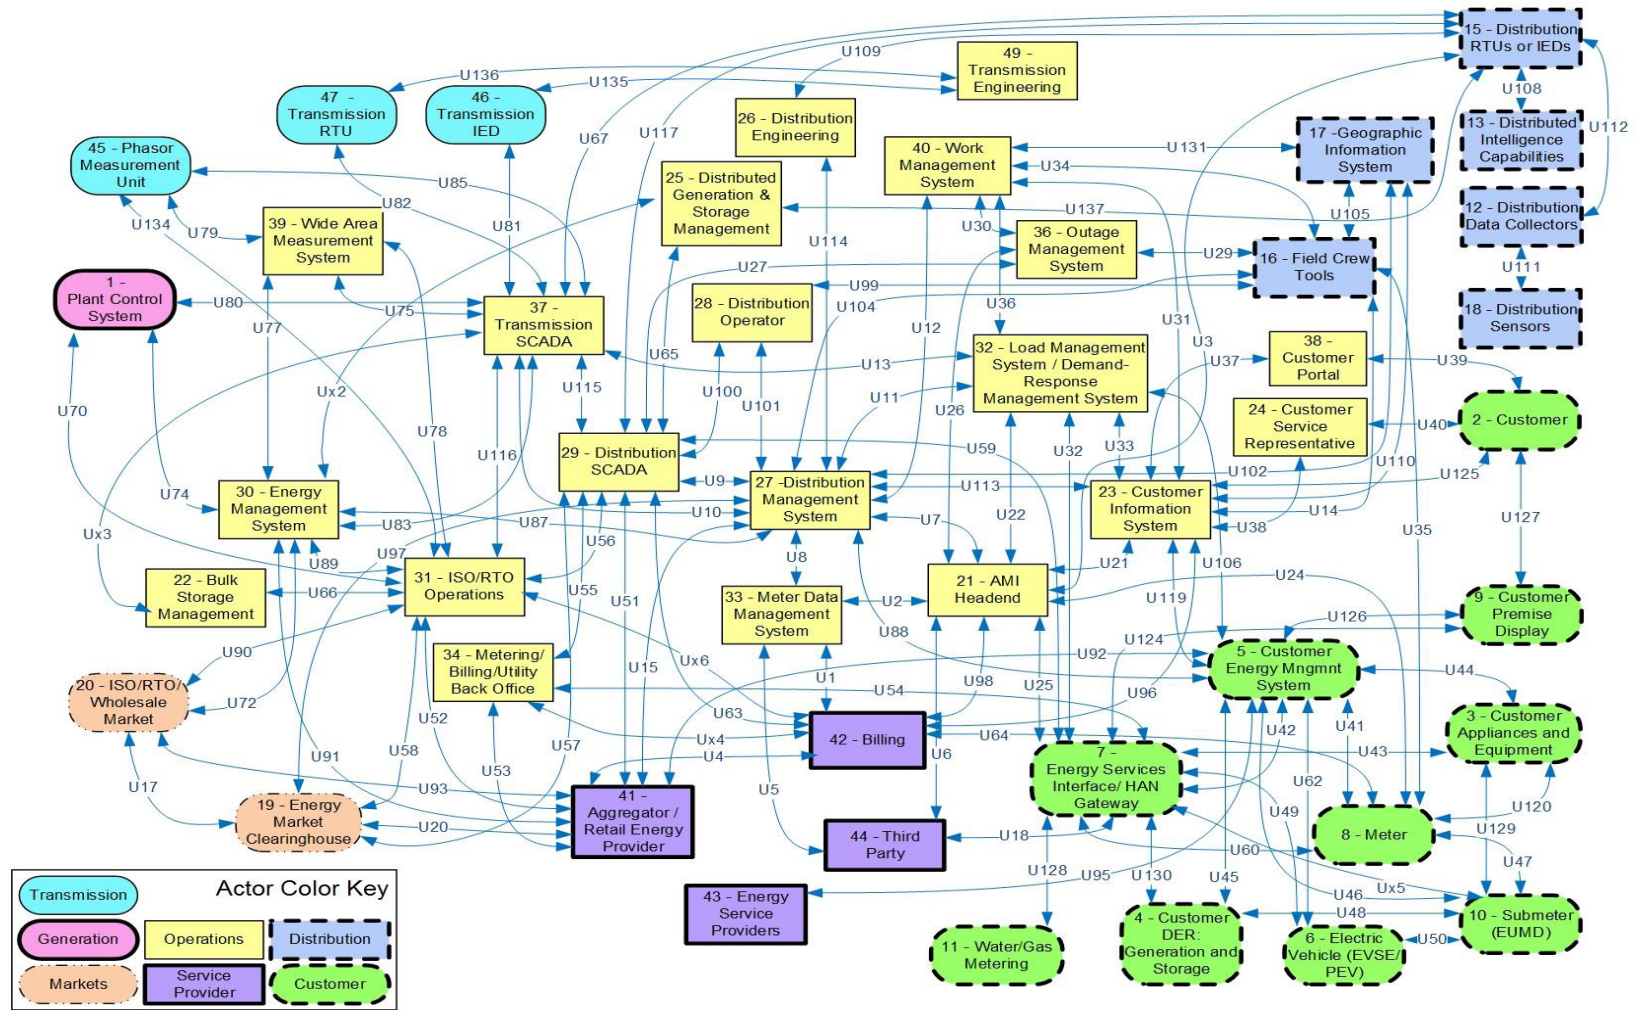 15 - Distribution
RTUs or IEDs
U109
49 -
Transmission
Engineering
U136
U135
47 -
Transmission
RTU
46 -
Transmission
IED
U67
U117
26 - Distribution
Engineering
U108
U112
13 - Distributed
Intelligence
Capabilities
17 -Geographic
Information
System
45 - Phasor
Measurement
Unit
40 - Work
Management
System
U131
U34
25 - Distributed
Generation &
Storage
Management
U85
U82
U137
U105
12 - Distribution
Data Collectors
U134
U79
39 - Wide Area
Measurement
System
U81
U114
U30
36 - Outage
Management
System
U29
16 - Field Crew
Tools
U111
U27
U99
1 -
Plant Control
System
U80
U75
U77
37 -
Transmission
SCADA
28 - Distribution
Operator
U104
U36
U31
U12
U3
18 - Distribution
Sensors
U65
U13
32 - Load Management
System / Demand-
Response
Management System
U37
38 -
Customer
Portal
U39
U115
U100
U101
U11
Ux2
U70
U26
24 - Customer
Service
Representative
U40
2 - Customer
U78
U116
29 - Distribution
SCADA
U59
U32
U33
U102
U110
U125
U9
27 -Distribution
Management
System
U113
23 - Customer
Information
System
U74
30 - Energy
Management
System
U83
U87
U10
U7
U22
U14
U38
U35
U127
Ux3
U97
U56
U89
U8
U21
U106
22 - Bulk
Storage
Management
U66
31 - ISO/RTO
Operations
U55
U51
33 - Meter Data
Management
System
U2
21 - AMI
Headend
U24
U119
9 - Customer
Premise
Display
U126
U124
U88
U90
34 - Metering/
Billing/Utility
Back Office
U15
Ux6
U1
U92
5 - Customer
Energy Mngmnt
System
U44
20 - ISO/RTO/
Wholesale
Market
U72
U54
U98
U25
U96
U52
U63
U58
Ux4
U57
U4
42 - Billing
U64
U6
U42
U41
U43
3 - Customer
Appliances and
Equipment
7 -
Energy Services
Interface/ HAN
Gateway
U91
U53
U93
U17
U5
U62
U49
U120
19 - Energy
Market
Clearinghouse
U20
41 -
Aggregator /
Retail Energy
Provider
44 - Third
Party
U18
U60
8 - Meter
U129
U47
U128
U130
U95
U45
U46
Ux5
U48
43 - Energy
Service
Providers
4 - Customer
DER:
Generation and
Storage
10 - Submeter
(EUMD)
11 - Water/Gas
Metering
6 - Electric
Vehicle (EVSE/
PEV)
U50
Actor Color Key
Transmission
Generation
Operations
Distribution
Markets
Service
Provider
Customer